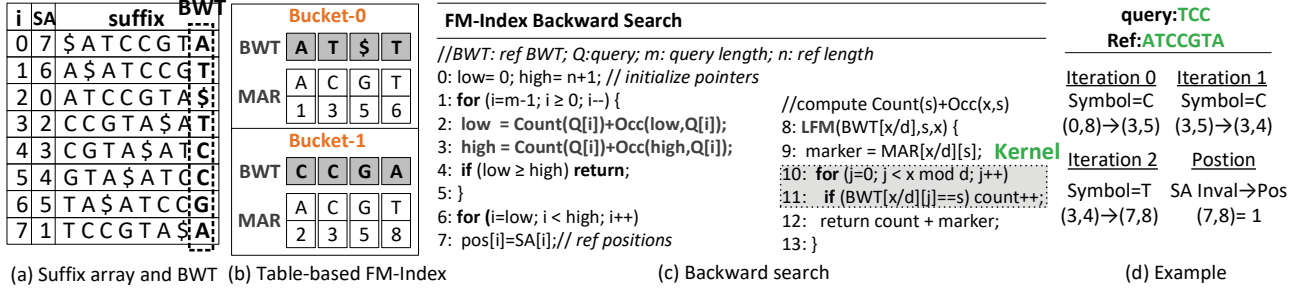 i SA suffix BWT
0 7 $ A T C C G T A
1 6 A $ A T C C G T
2 0 A T C C G T A $
3 2 C C G T A $ A T
4 3 C G T A $ A T C
5 4 G T A $ A T C C
6 5 T A $ A T C C G
7 1 T C C G T A $ A
(a) Suffix array and BWT
Bucket-0
BWT A T $ T
MAR
A C G T
1 3 5 6
Bucket-1
BWT C C G A
MAR
A C G T
2 3 5 8
(b) Table-based FM-Index
FM-Index Backward Search
//BWT: ref BWT; Q:query; m: query length; n: ref length
0: low= 0; high= n+1; // initialize pointers
1: for (i=m-1; i ≥ 0; i--) {
2: low = Count(Q[i])+Occ(low,Q[i]);
3: high = Count(Q[i])+Occ(high,Q[i]);
4: if (low ≥ high) return;
5: }
6: for (i=low; i < high; i++)
7: pos[i]=SA[i];// ref positions
//compute Count(s)+Occ(x,s)
8: LFM(BWT[x/d],s,x) {
9: marker = MAR[x/d][s]; Kernel
10: for (j=0; j < x mod d; j++)
11: if (BWT[x/d][j]==s) count++;
12: return count + marker;
13: }
(c) Backward search
query:TCC
Ref:ATCCGTA
Iteration 0
Symbol=C
(0,8)→(3,5)
Iteration 1
Symbol=C
(3,5)→(3,4)
Iteration 2
Symbol=T
(3,4)→(7,8)
Postion
SA Inval→Pos
(7,8)= 1
(d) Example